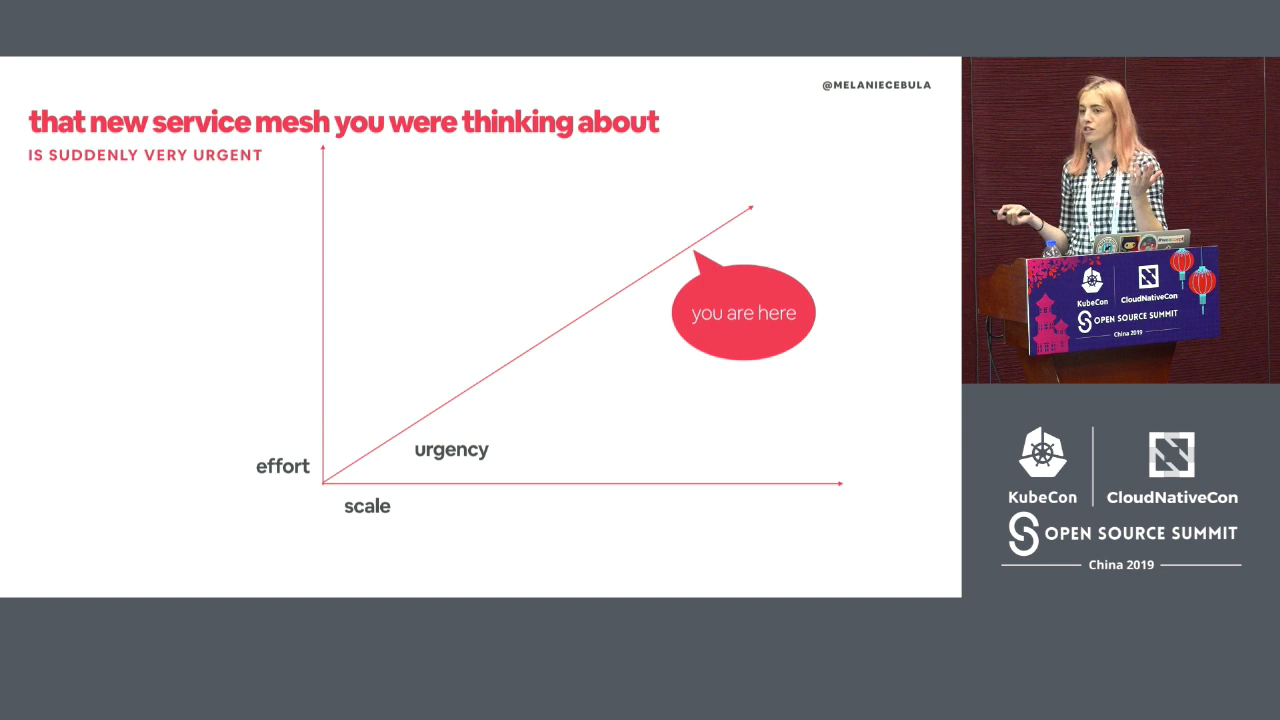 @MELANIECEBULA
that new service mesh you were thinking about
IS SUDDENLY VERY URGENT
you are here
urgency
effort
scale
KubeCon
CloudNativeCon
OPEN SOURCE SUMMIT
China 2019
KubeCon
CloudNativeCon
OPEN SOURCE SUMMIT
China 2019